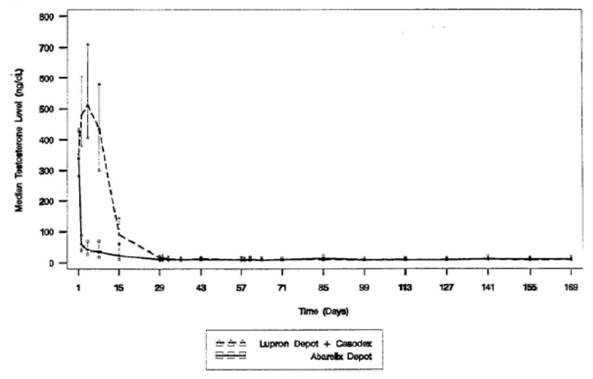 800
700
600
500
400
300
200
100
0
Median Testosterone Level (ng/dL)
1 15 29 43 57 71 85 99 113 127 141 155 169
Time (Days)
Lupron Depot + Casodex
Abarelix Depot